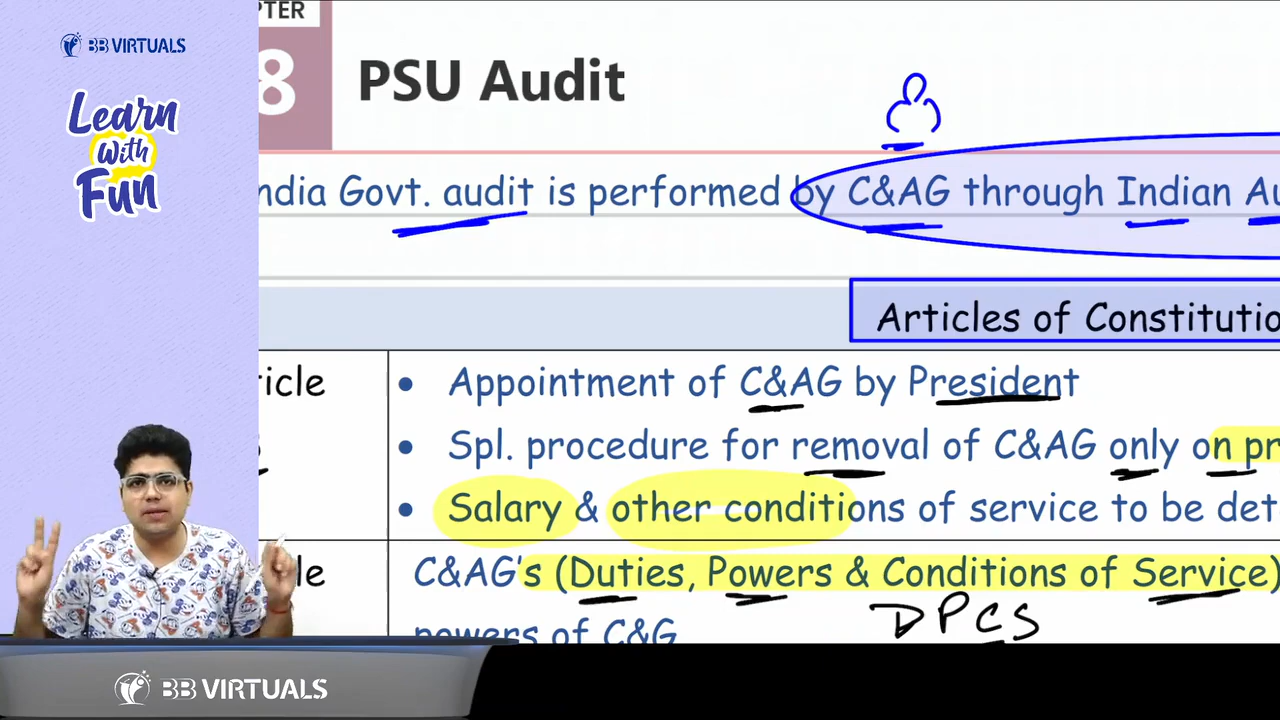 BB VIRTUALS
Learn
With
Fun
PTER
8
PSU Audit
ndia Govt. audit is performed by C&AG through Indian Au
Articles of Constitutio
icle
• Appointment of C&AG by President
• Spl. procedure for removal of C&AG only on pr
• Salary & other conditions of service to be det
le
C&AG's (Duties, Powers & Conditions of Service)
powers of C&G
DPCS
BB VIRTUALS